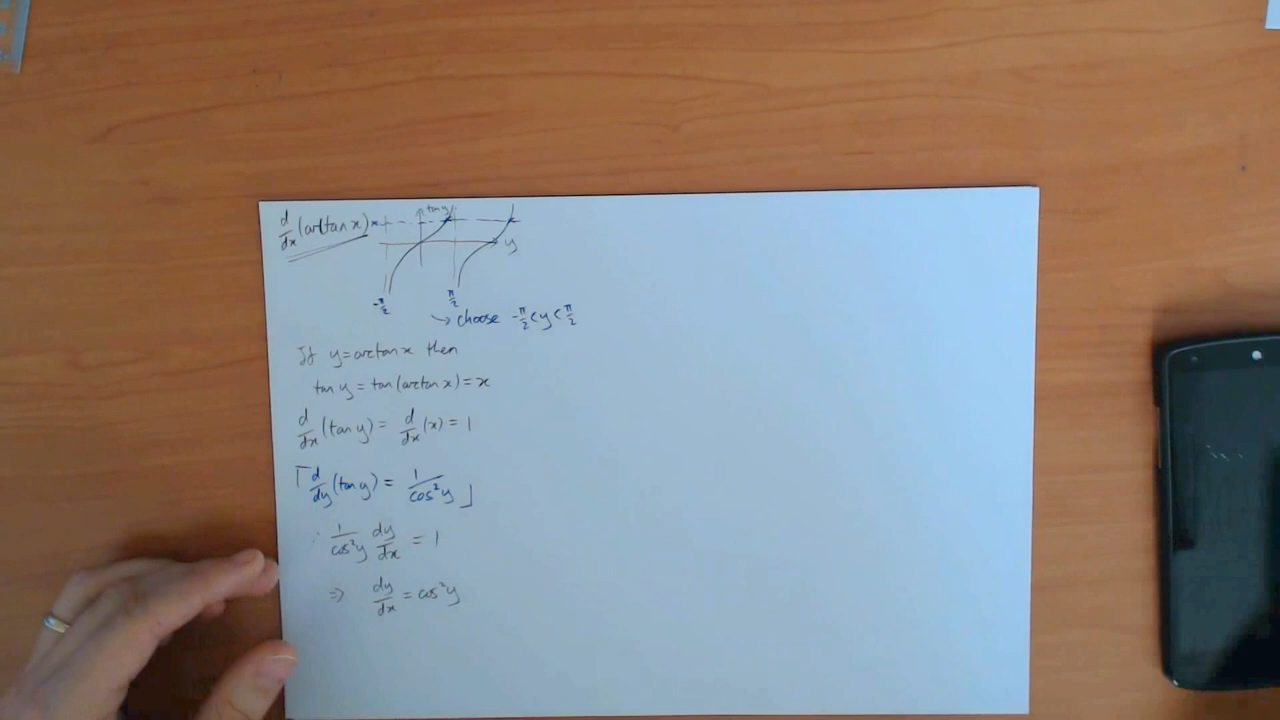 d/dx (arctan x)
x
tan y
y
-π/2 π/2
→ choose -π/2 < y < π/2
If y = arctan x then
tan y = tan(arctan x) = x
d/dx (tan y) = d/dx (x) = 1
⌈ d/dy (tan y) = 1/cos²y ⌋
∴ 1/cos²y dy/dx = 1
⇒ dy/dx = cos²y